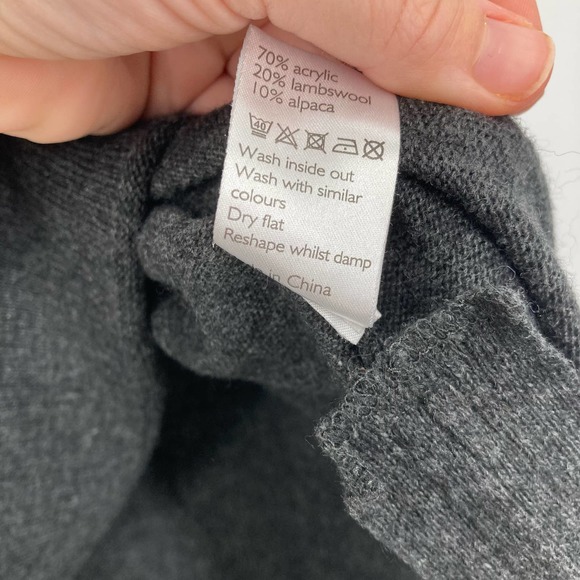 70% acrylic
20% lambswool
10% alpaca
40
Wash inside out
Wash with similar
colours
Dry flat
Reshape whilst damp
in China